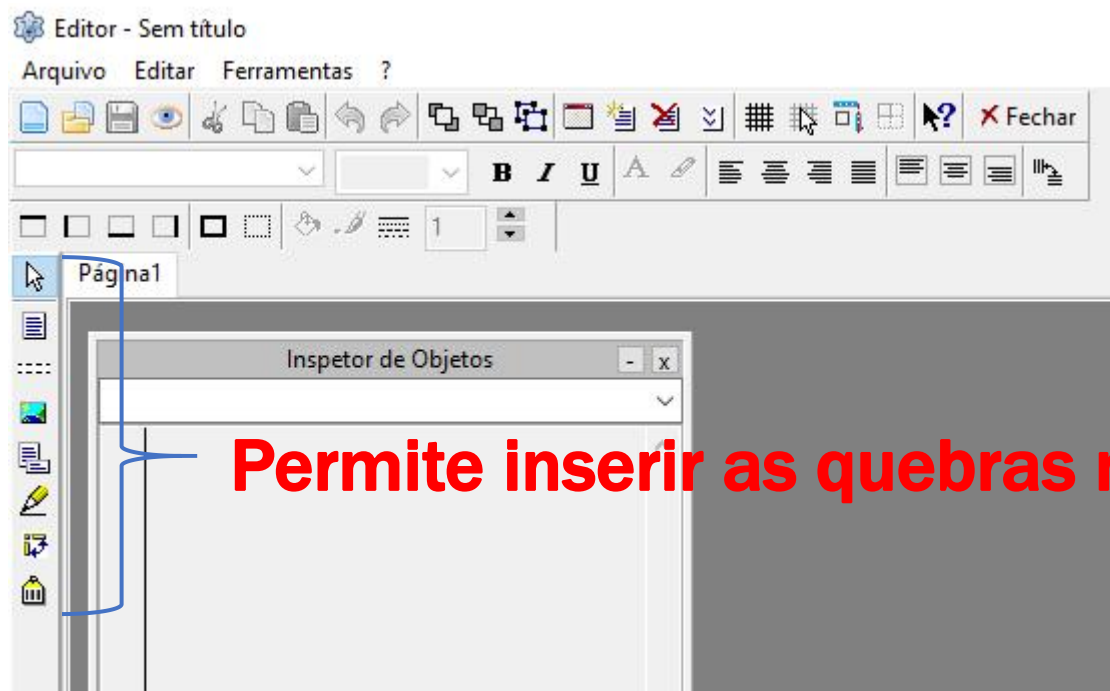 Editor - Sem título
Arquivo Editar Ferramentas ?
Fechar
B I U A
1
Página1
Inspetor de Objetos - x
Permite inserir as quebras